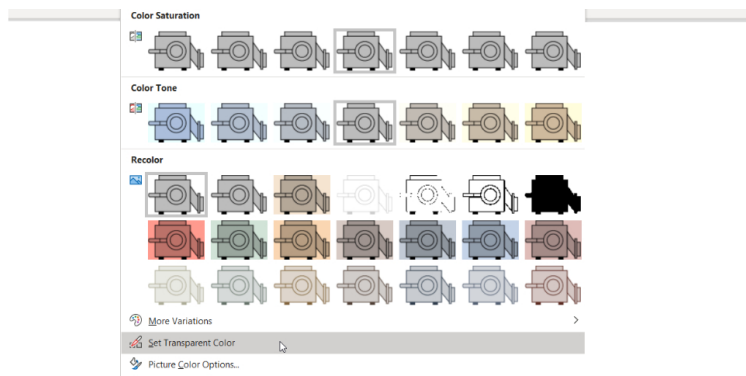 Color Saturation
Color Tone
Recolor
More Variations
Set Transparent Color
Picture Color Options...